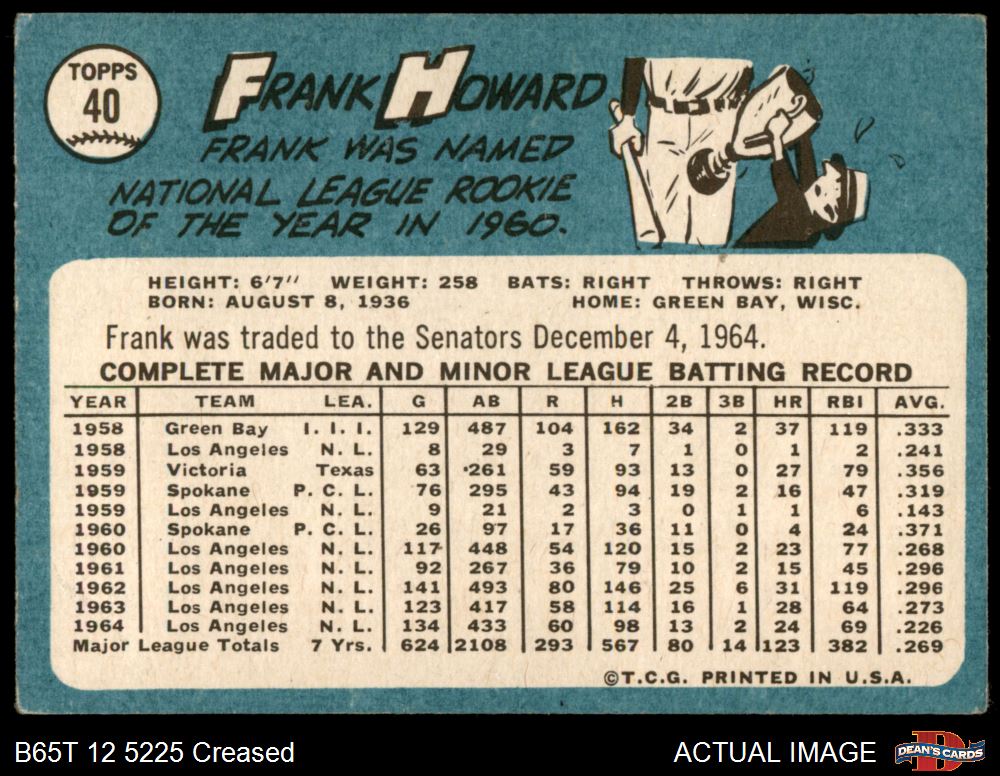 TOPPS
40
FRANK HOWARD
FRANK WAS NAMED
NATIONAL LEAGUE ROOKIE
OF THE YEAR IN 1960.
HEIGHT: 6'7" WEIGHT: 258 BATS: RIGHT THROWS: RIGHT
BORN: AUGUST 8, 1936 HOME: GREEN BAY, WISC.
Frank was traded to the Senators December 4, 1964.
COMPLETE MAJOR AND MINOR LEAGUE BATTING RECORD
YEAR TEAM LEA. G AB R H 2B 3B HR RBI AVG.
1958 Green Bay I. I. I. 129 487 104 162 34 2 37 119 .333
1958 Los Angeles N. L. 8 29 3 7 1 0 1 2 .241
1959 Victoria Texas 63 261 59 93 13 0 27 79 .356
1959 Spokane P. C. L. 76 295 43 94 19 2 16 47 .319
1959 Los Angeles N. L. 9 21 2 3 0 1 1 6 .143
1960 Spokane P. C. L. 26 97 17 36 11 0 4 24 .371
1960 Los Angeles N. L. 117 448 54 120 15 2 23 77 .268
1961 Los Angeles N. L. 92 267 36 79 10 2 15 45 .296
1962 Los Angeles N. L. 141 493 80 146 25 6 31 119 .296
1963 Los Angeles N. L. 123 417 58 114 16 1 28 64 .273
1964 Los Angeles N. L. 134 433 60 98 13 2 24 69 .226
Major League Totals 7 Yrs. 624 2108 293 567 80 14 123 382 .269
©T.C.G. PRINTED IN U.S.A.
B65T 12 5225 Creased ACTUAL IMAGE
D
DEAN'S CARDS